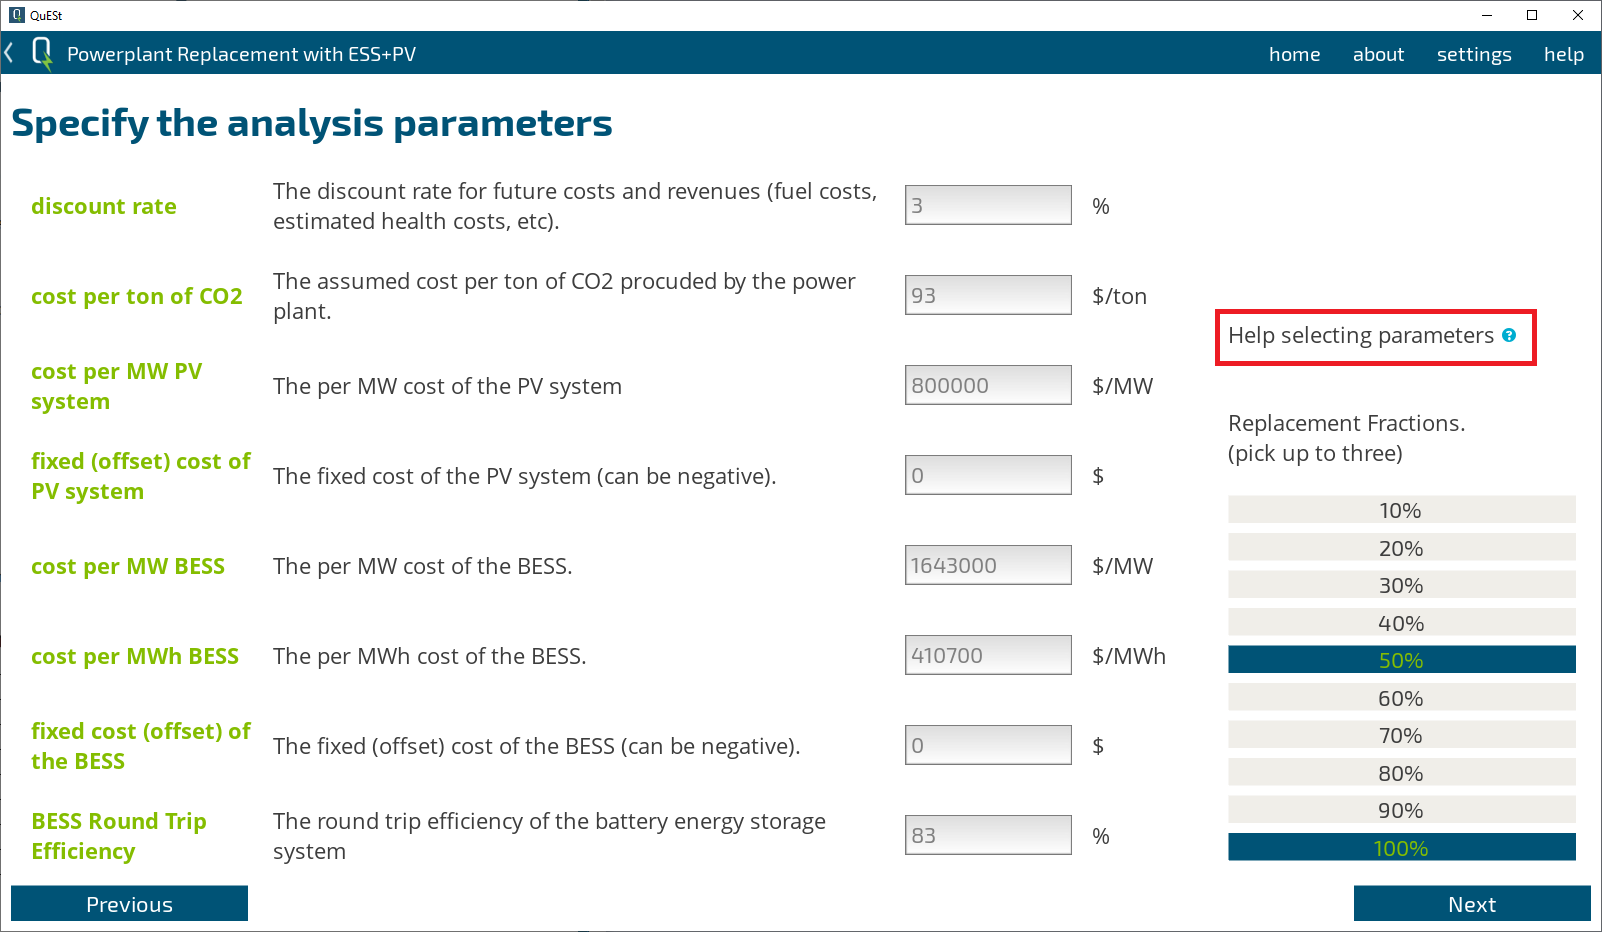 QuESt
Powerplant Replacement with ESS+PV
home about settings help
Specify the analysis parameters
discount rate
The discount rate for future costs and revenues (fuel costs,
estimated health costs, etc).
3
%
cost per ton of CO2
The assumed cost per ton of CO2 procuded by the power
plant.
93
$/ton
cost per MW PV
system
The per MW cost of the PV system
800000
$/MW
fixed (offset) cost of
PV system
The fixed cost of the PV system (can be negative).
0
$
cost per MW BESS
The per MW cost of the BESS.
1643000
$/MW
cost per MWh BESS
The per MWh cost of the BESS.
410700
$/MWh
fixed cost (offset) of
the BESS
The fixed (offset) cost of the BESS (can be negative).
0
$
BESS Round Trip
Efficiency
The round trip efficiency of the battery energy storage
system
83
%
Help selecting parameters ?
Replacement Fractions.
(pick up to three)
10%
20%
30%
40%
50%
60%
70%
80%
90%
100%
Previous
Next